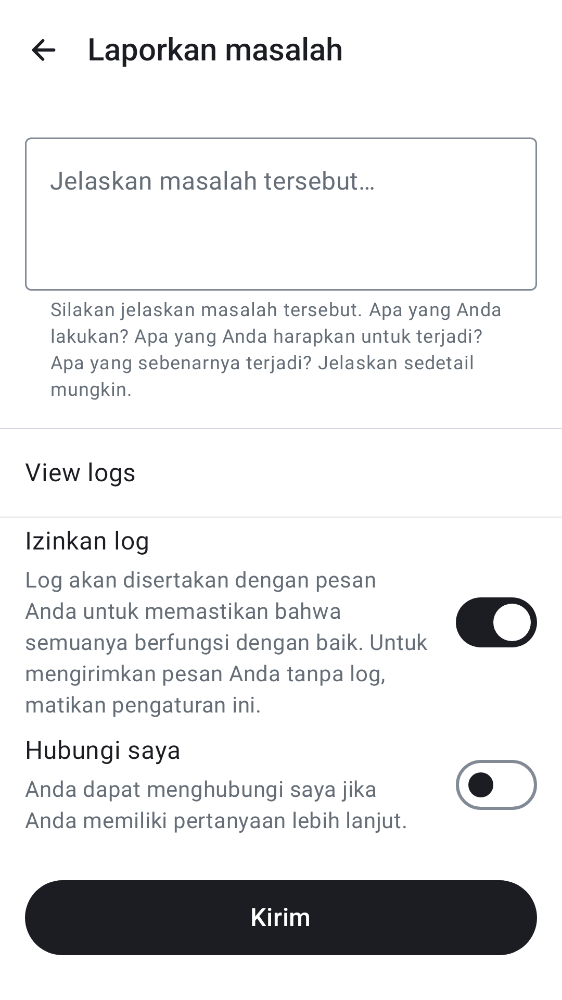 Laporkan masalah
Jelaskan masalah tersebut...
Silakan jelaskan masalah tersebut. Apa yang Anda
lakukan? Apa yang Anda harapkan untuk terjadi?
Apa yang sebenarnya terjadi? Jelaskan sedetail
mungkin.
View logs
Izinkan log
Log akan disertakan dengan pesan
Anda untuk memastikan bahwa
semuanya berfungsi dengan baik. Untuk
mengirimkan pesan Anda tanpa log,
matikan pengaturan ini.
Hubungi saya
Anda dapat menghubungi saya jika
Anda memiliki pertanyaan lebih lanjut.
Kirim